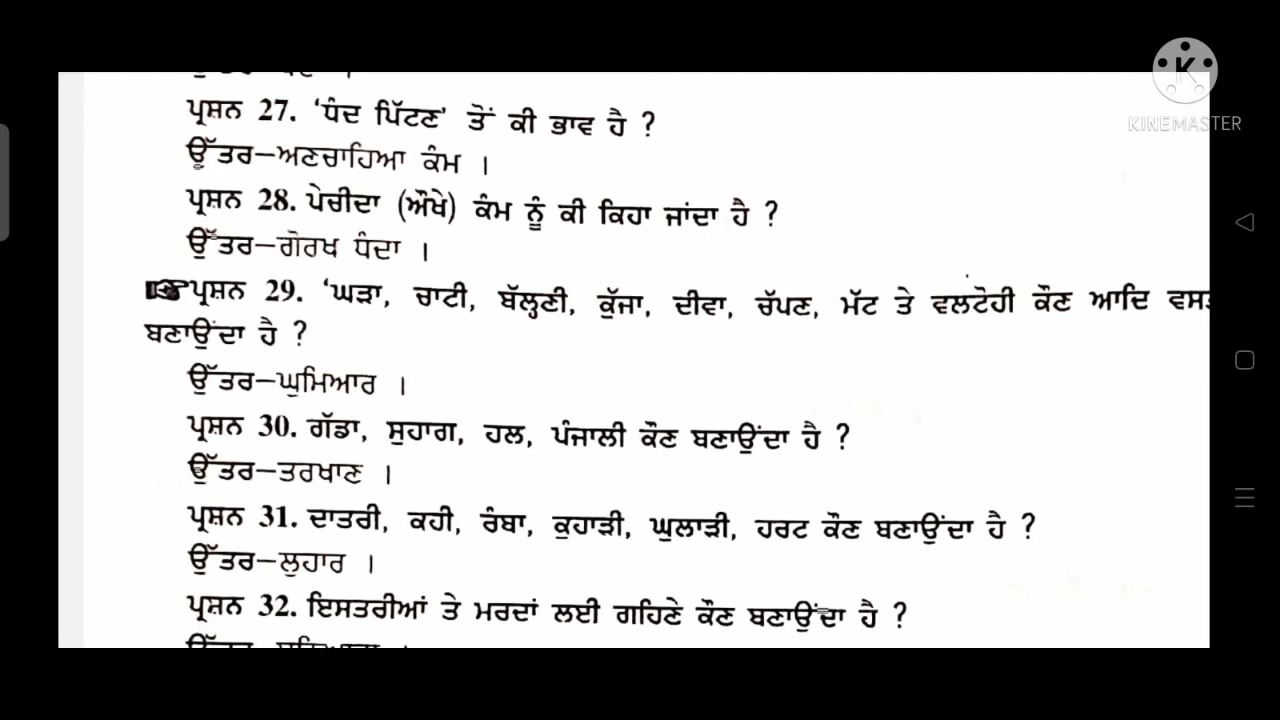 ਪ੍ਰਸ਼ਨ 27. 'ਧੰਦ ਪਿੱਟਣ' ਤੋਂ ਕੀ ਭਾਵ ਹੈ ?
KINEMASTER
ਉੱਤਰ—ਅਣਚਾਹਿਆ ਕੰਮ ।
ਪ੍ਰਸ਼ਨ 28. ਪੇਚੀਦਾ (ਔਖੇ) ਕੰਮ ਨੂੰ ਕੀ ਕਿਹਾ ਜਾਂਦਾ ਹੈ ?
ਉੱਤਰ—ਗੋਰਖ ਧੰਦਾ ।
ਪ੍ਰਸ਼ਨ 29. 'ਘੜਾ, ਚਾਟੀ, ਬੱਲ੍ਹਣੀ, ਕੁੱਜਾ, ਦੀਵਾ, ਚੱਪਣ, ਮੱਟ ਤੇ ਵਲਟੋਹੀ ਕੌਣ ਆਦਿ
ਬਣਾਉਂਦਾ ਹੈ ?
ਉੱਤਰ—ਘੁਮਿਆਰ ।
ਪ੍ਰਸ਼ਨ 30. ਗੱਡਾ, ਸੁਹਾਗ, ਹਲ, ਪੰਜਾਲੀ ਕੌਣ ਬਣਾਉਂਦਾ ਹੈ ?
ਉੱਤਰ—ਤਰਖਾਣ ।
ਪ੍ਰਸ਼ਨ 31. ਦਾਤਰੀ, ਕਹੀ, ਰੰਬਾ, ਕੁਹਾੜੀ, ਘੁਲਾੜੀ, ਹਰਟ ਕੌਣ ਬਣਾਉਂਦਾ ਹੈ ?
ਉੱਤਰ—ਲੁਹਾਰ ।
ਪ੍ਰਸ਼ਨ 32. ਇਸਤਰੀਆਂ ਤੇ ਮਰਦਾਂ ਲਈ ਗਹਿਣੇ ਕੌਣ ਬਣਾਉਂਦਾ ਹੈ ?